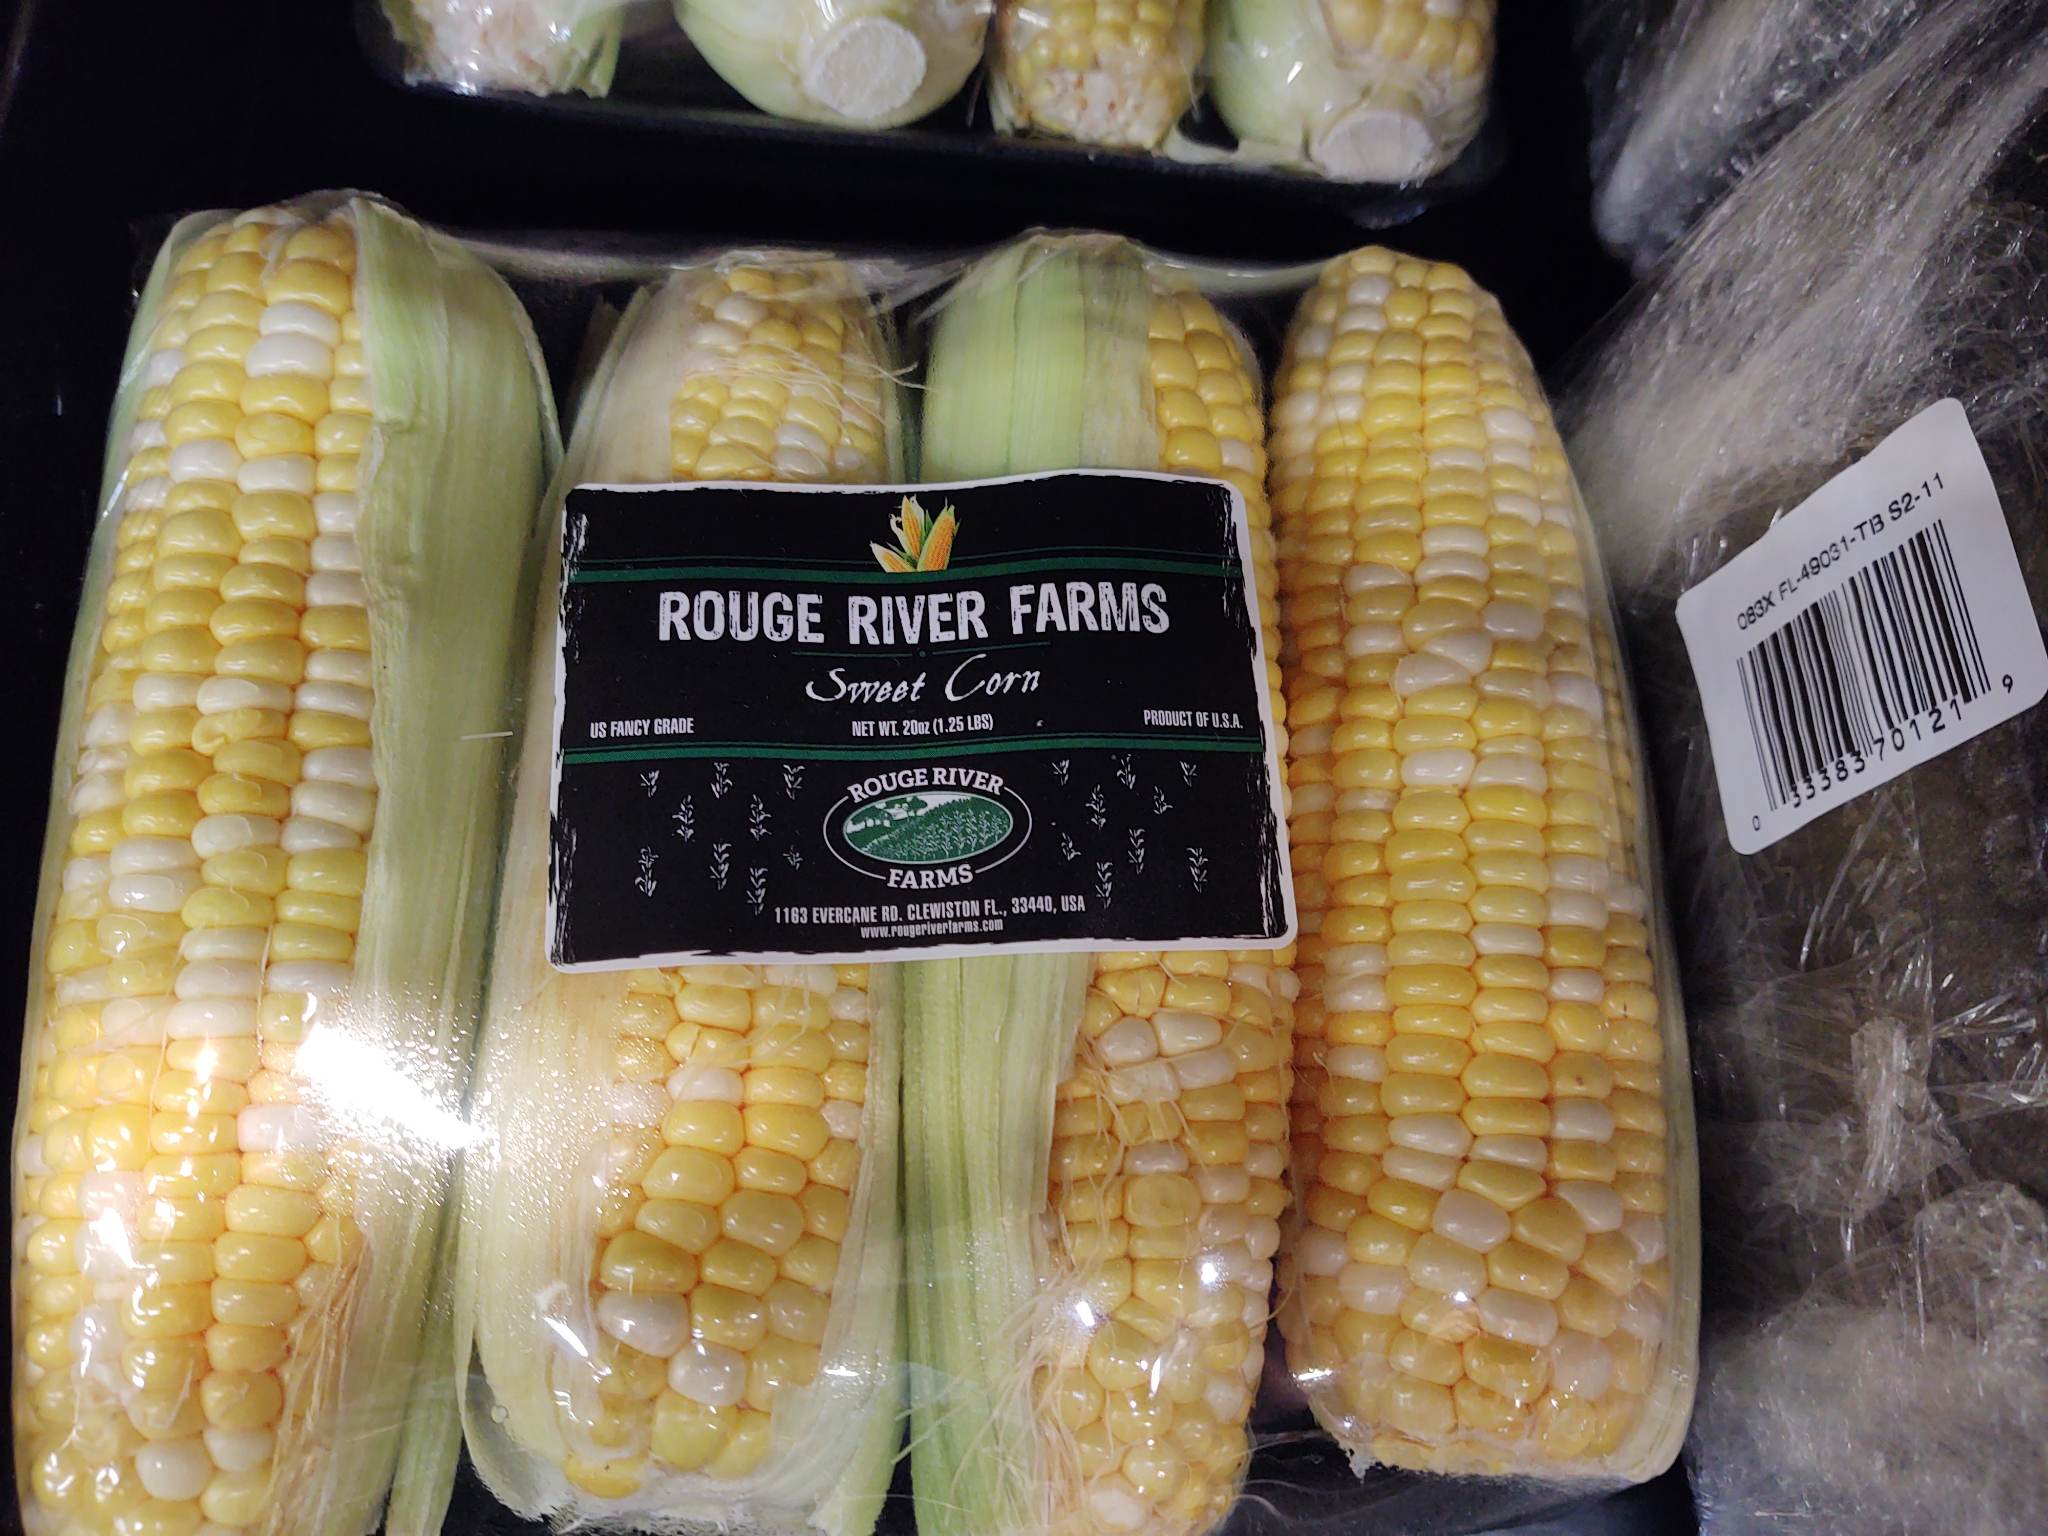 ROUGE RIVER FARMS
Sweet Corn
US FANCY GRADE
NET WT. 20oz (1.25 LBS)
PRODUCT OF U.S.A.
ROUGE RIVER
FARMS
1163 EVERCANE RD. CLEWISTON FL., 33440, USA
www.rougeriverfarms.com
083X FL-49031-TB S2-11
0 33383 70121 9